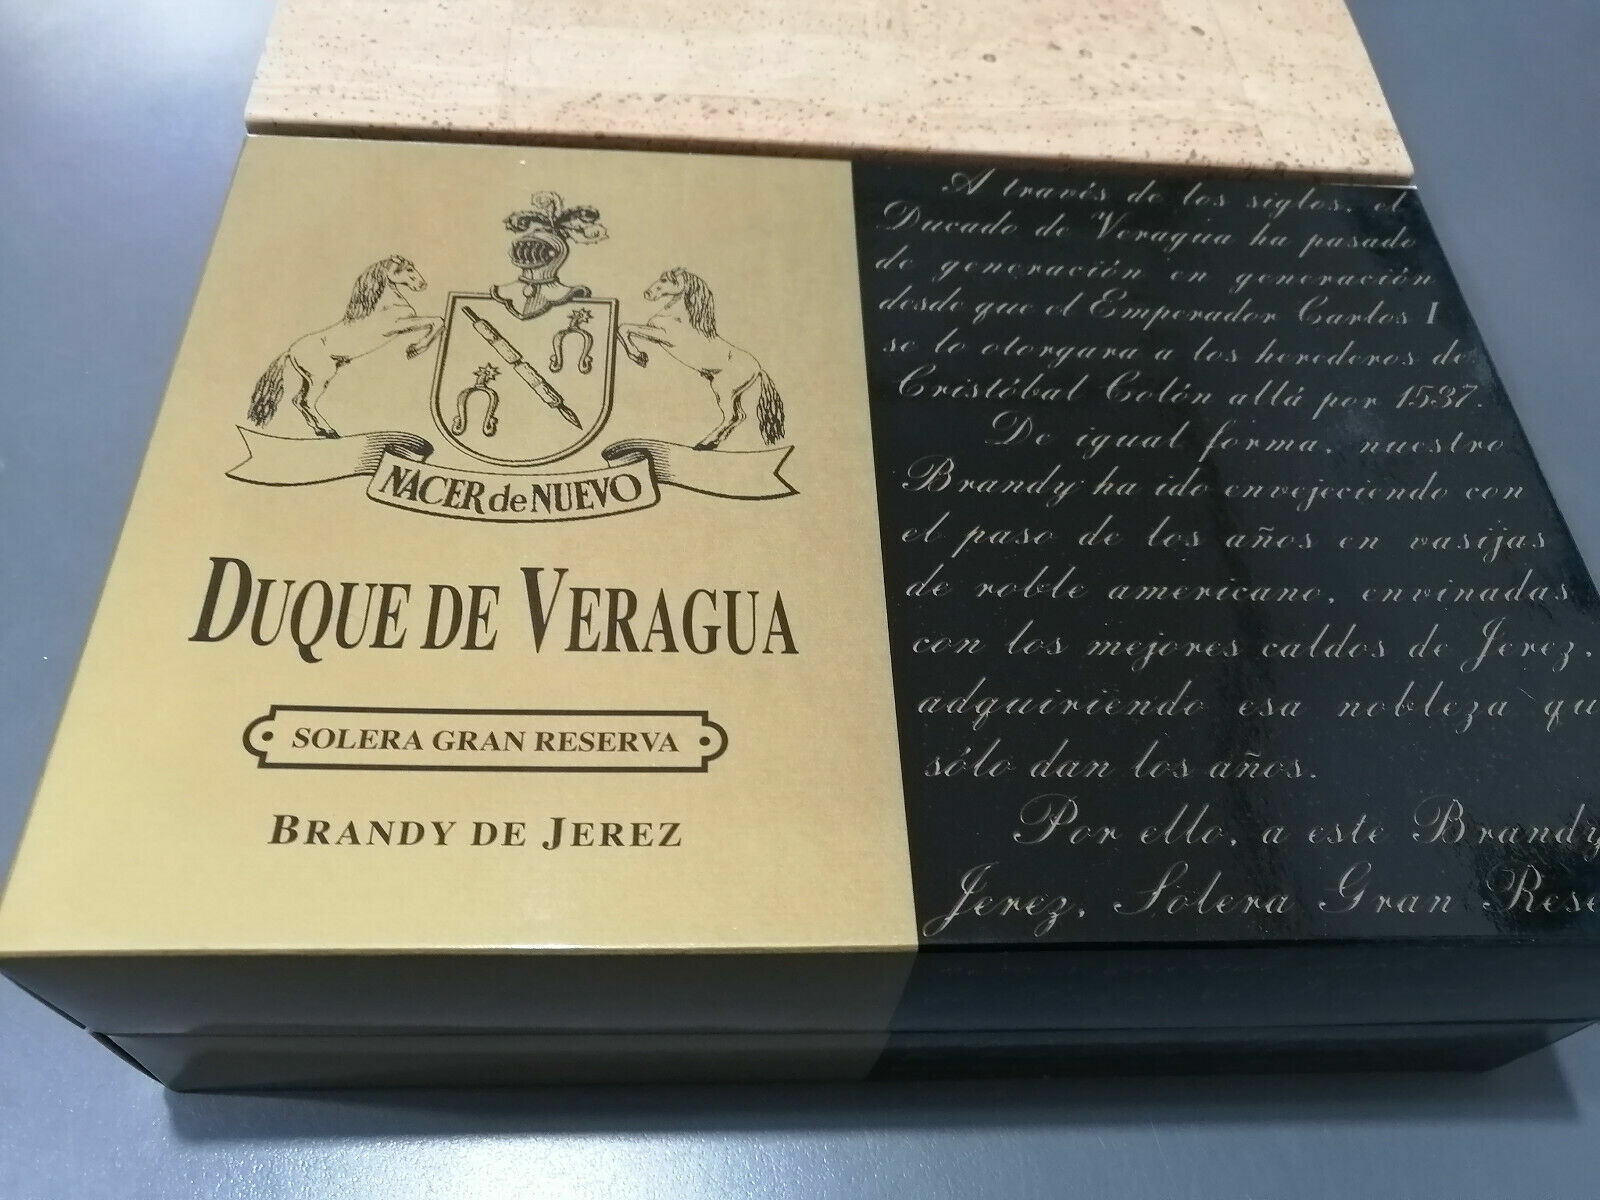 NACER de NUEVO
DUQUE DE VERAGUA
SOLERA GRAN RESERVA
BRANDY DE JEREZ
A través de los siglos, el
Ducado de Veragua ha pasado
de generación en generación
desde que el Emperador Carlos I
se lo otorgara a los herederos de
Cristóbal Colón allá por 1537.
De igual forma, nuestro
Brandy ha ido envejeciendo con
el paso de los años en vasijas
de roble americano, envinadas
con los mejores caldos de Jerez,
adquiriendo esa nobleza qu
sólo dan los años.
Por ello, a este Brandy
Jerez, Solera Gran Rese